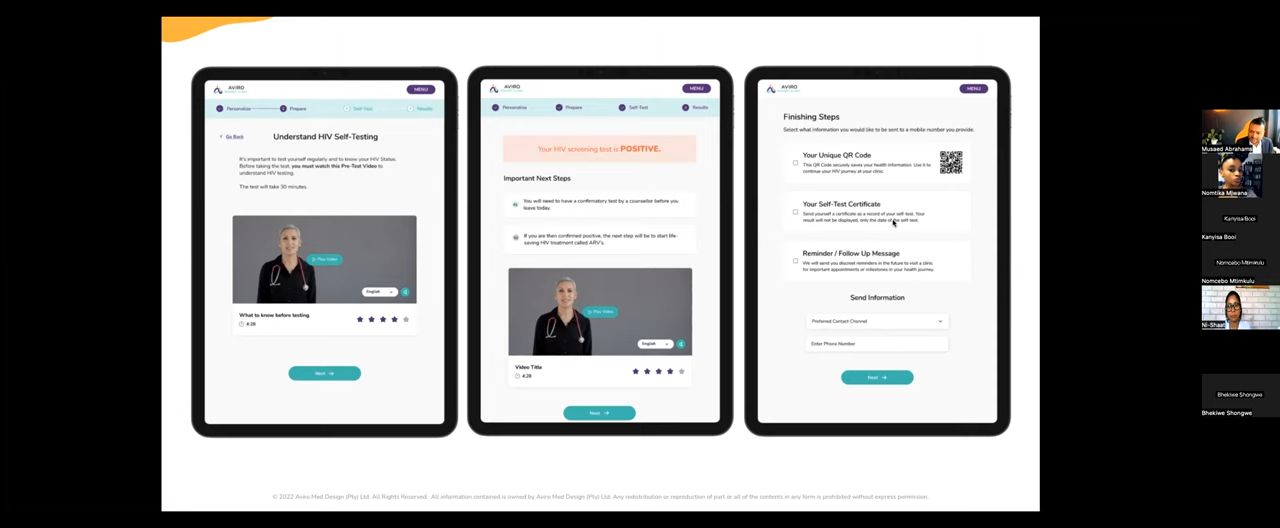 AVIRO
MENU
Personalize
Prepare
Self-Test
Results
Go Back
Understand HIV Self-Testing
It's important to test yourself regularly and to know your HIV Status.
Before taking the test, you must watch this Pre-Test Video to
understand HIV testing.
The test will take 30 minutes.
Play Video
English
What to know before testing
4:28
Next
AVIRO
MENU
Personalize
Prepare
Self-Test
Results
Your HIV screening test is POSITIVE.
Important Next Steps
You will need to have a confirmatory test by a counsellor before you
leave today.
If you are then confirmed positive, the next step will be to start life-
saving HIV treatment called ARV's.
Play Video
English
Video Title
4:28
Next
AVIRO
MENU
Finishing Steps
Select what information you would like to be sent to a mobile number you provide.
Your Unique QR Code
This QR Code securely saves your health information. Use it to
continue your HIV journey at your clinic.
Your Self-Test Certificate
Send yourself a certificate as a record of your self-test. Your
result will not be displayed, only the date of the self-test.
Reminder / Follow Up Message
We will send you discreet reminders in the future to visit a clinic
for important appointments or milestones in your health journey.
Send Information
Preferred Contact Channel
Enter Phone Number
Next
© 2022 Aviro Med Design (Pty) Ltd. All Rights Reserved. All information contained is owned by Aviro Med Design (Pty) Ltd. Any redistribution or reproduction of part or all of the contents in any form is prohibited without express permission.
Musaed Abrahams
Nomtika Mjwana
Kanyisa Booi
Kanyisa Booi
Nomcebo Mtimkulu
Nomcebo Mtimkulu
Ni-Shaat
Bhekiwe Shongwe
Bhekiwe Shongwe